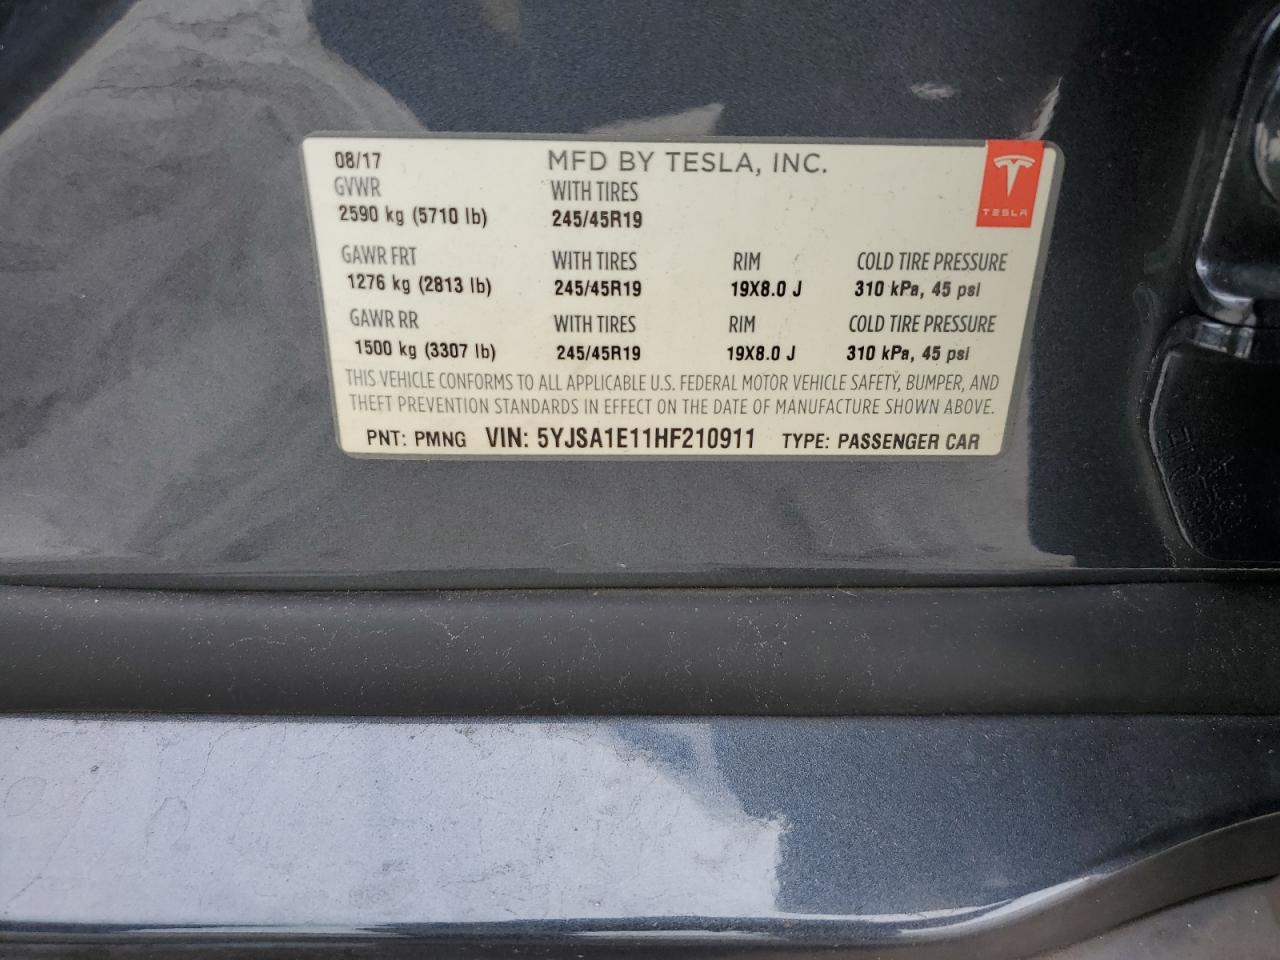 08/17 MFD BY TESLA, INC.
GVWR WITH TIRES
2590 kg (5710 lb) 245/45R19
TESLA
GAWR FRT WITH TIRES RIM COLD TIRE PRESSURE
1276 kg (2813 lb) 245/45R19 19X8.0 J 310 kPa, 45 psi
GAWR RR WITH TIRES RIM COLD TIRE PRESSURE
1500 kg (3307 lb) 245/45R19 19X8.0 J 310 kPa, 45 psi
THIS VEHICLE CONFORMS TO ALL APPLICABLE U.S. FEDERAL MOTOR VEHICLE SAFETY, BUMPER, AND
THEFT PREVENTION STANDARDS IN EFFECT ON THE DATE OF MANUFACTURE SHOWN ABOVE.
PNT: PMNG VIN: 5YJSA1E11HF210911 TYPE: PASSENGER CAR